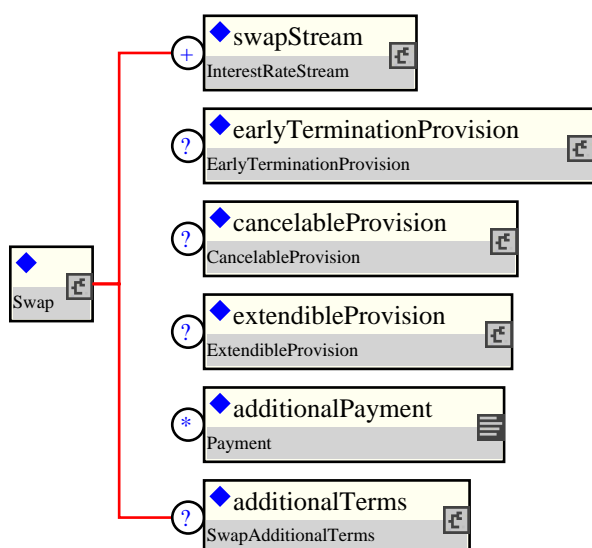 swapStream
+
InterestRateStream
earlyTerminationProvision
?
EarlyTerminationProvision
cancelableProvision
?
CancelableProvision
Swap
extendibleProvision
?
ExtendibleProvision
additionalPayment
*
Payment
additionalTerms
?
SwapAdditionalTerms